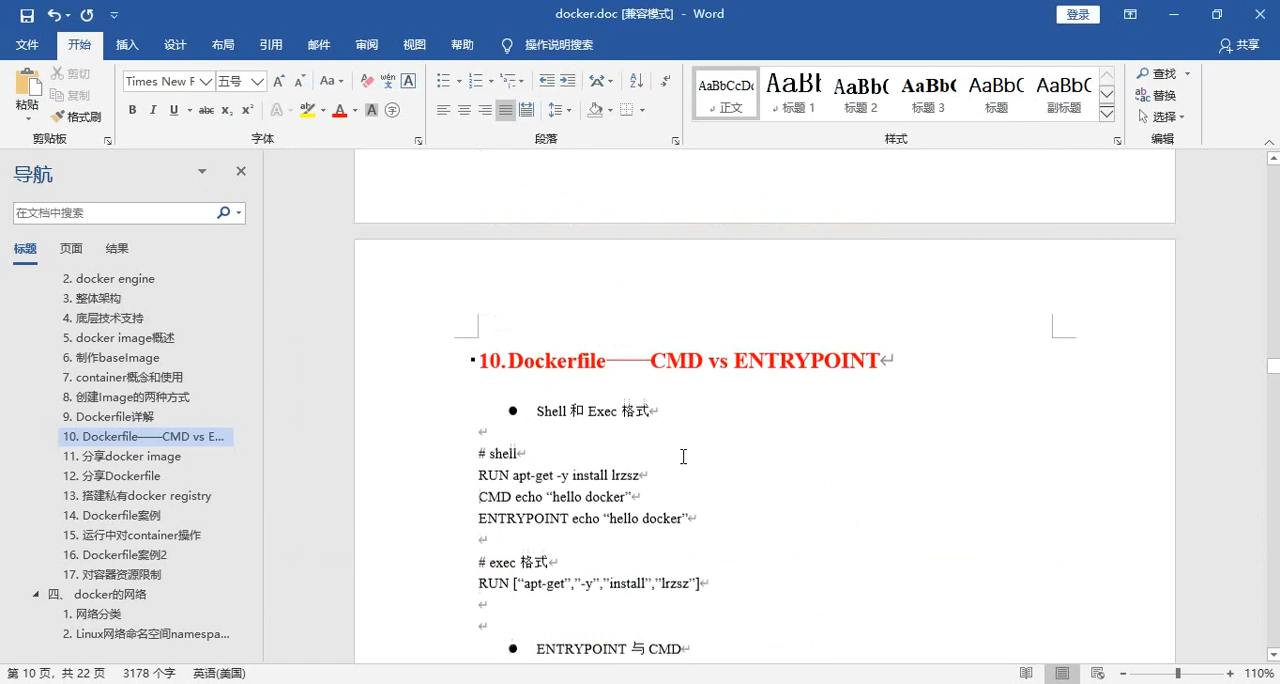 docker.doc [兼容模式] - Word
登录
文件 开始 插入 设计 布局 引用 邮件 审阅 视图 帮助 操作说明搜索 共享
粘贴 剪切 复制 格式刷
Times New F 五号
AaBbCcDc 正文 AaBl 标题 1 AaBbC 标题 2 AaBbC 标题 3 AaBbC 标题 AaBbC 副标题
查找 替换 选择
剪贴板 字体 段落 样式 编辑
导航
在文档中搜索
标题 页面 结果
2. docker engine
3. 整体架构
4. 底层技术支持
5. docker image概述
6. 制作baseImage
7. container概念和使用
8. 创建Image的两种方式
9. Dockerfile详解
10. Dockerfile——CMD vs E...
11. 分享docker image
12. 分享Dockerfile
13. 搭建私有docker registry
14. Dockerfile案例
15. 运行中对container操作
16. Dockerfile案例2
17. 对容器资源限制
四、 docker的网络
1. 网络分类
2. Linux网络命名空间namespa...
10.Dockerfile——CMD vs ENTRYPOINT
● Shell 和 Exec 格式
# shell
RUN apt-get -y install lrzsz
CMD echo “hello docker”
ENTRYPOINT echo “hello docker”
# exec 格式
RUN [“apt-get”,”-y”,”install”,”lrzsz”]
● ENTRYPOINT 与 CMD
第 10 页，共 22 页 3178 个字 英语(美国) 110%